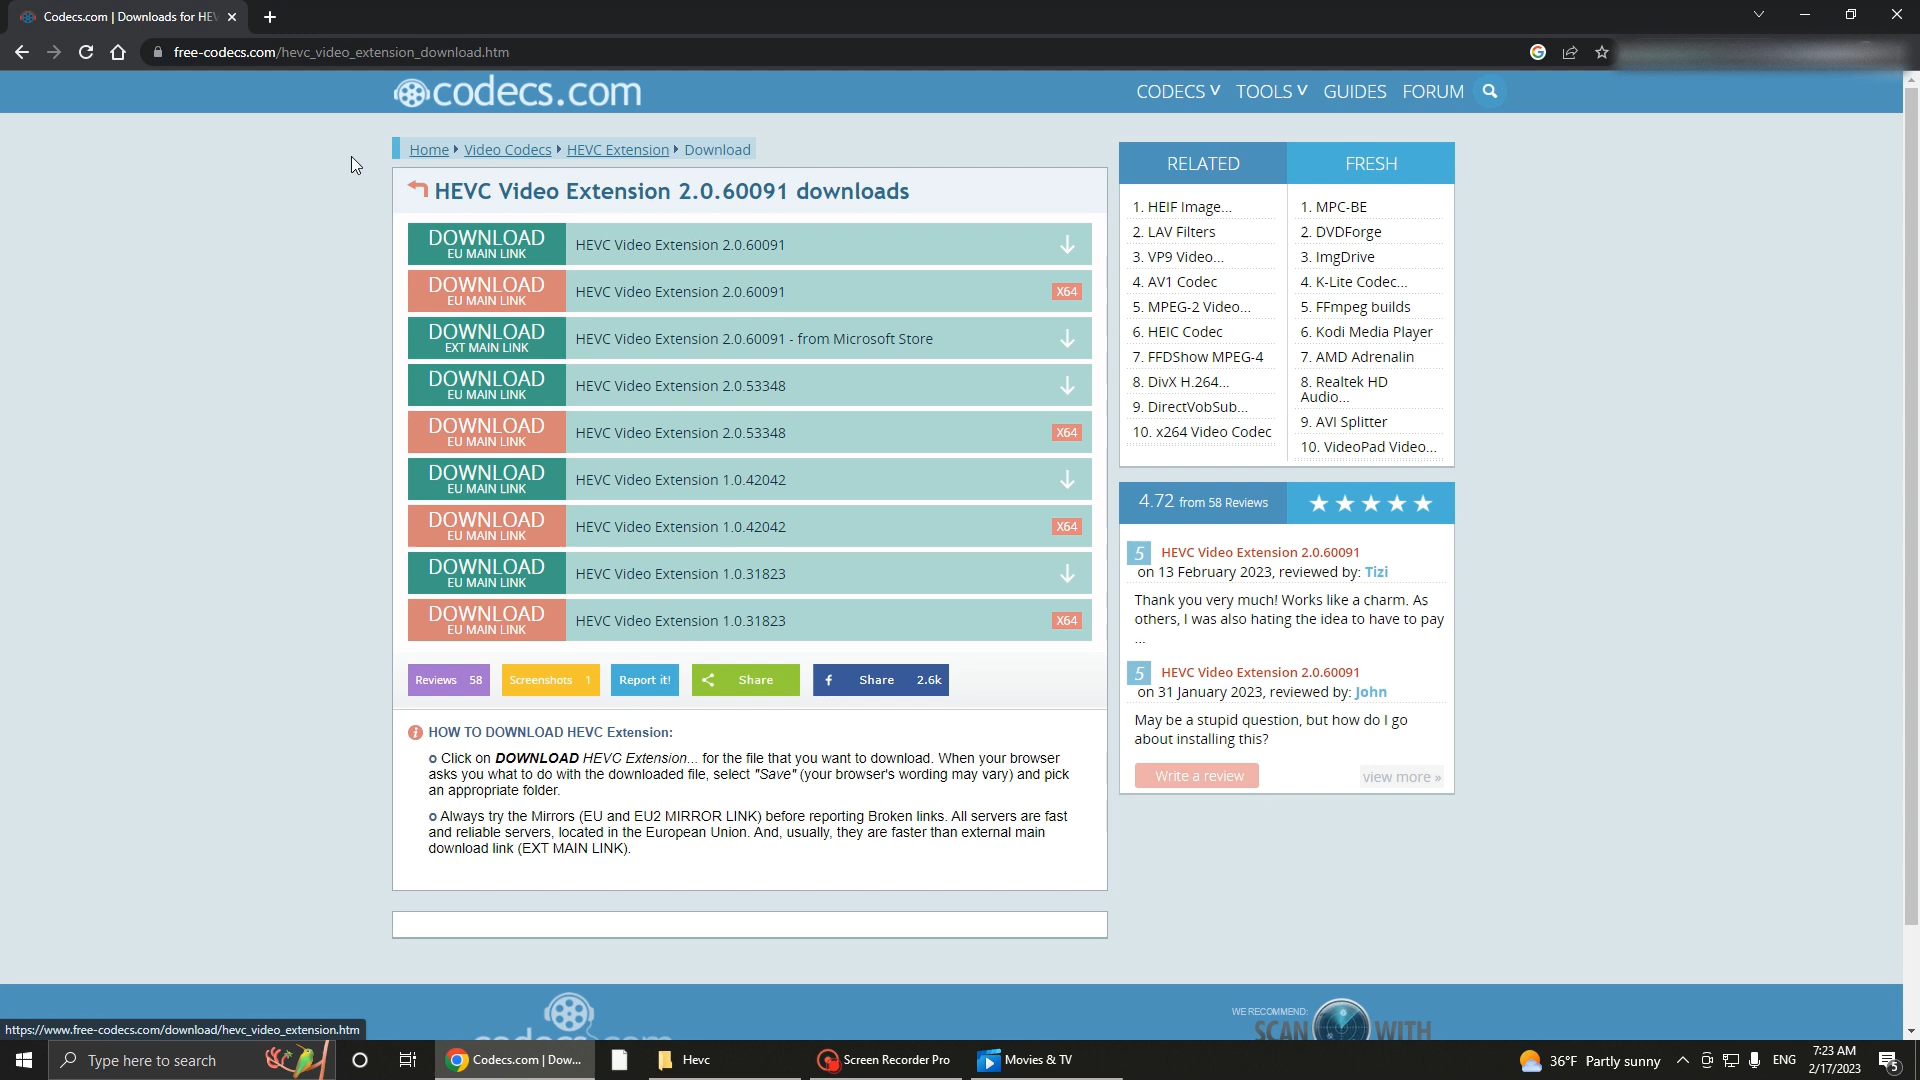 Codecs.com | Downloads for HEV
free-codecs.com/hevc_video_extension_download.htm
codecs.com
CODECS V TOOLS V GUIDES FORUM
Home Video Codecs HEVC Extension Download
HEVC Video Extension 2.0.60091 downloads
DOWNLOAD
EU MAIN LINK
HEVC Video Extension 2.0.60091
DOWNLOAD
EU MAIN LINK
HEVC Video Extension 2.0.60091
X64
DOWNLOAD
EXT MAIN LINK
HEVC Video Extension 2.0.60091 - from Microsoft Store
DOWNLOAD
EU MAIN LINK
HEVC Video Extension 2.0.53348
DOWNLOAD
EU MAIN LINK
HEVC Video Extension 2.0.53348
X64
DOWNLOAD
EU MAIN LINK
HEVC Video Extension 1.0.42042
DOWNLOAD
EU MAIN LINK
HEVC Video Extension 1.0.42042
X64
DOWNLOAD
EU MAIN LINK
HEVC Video Extension 1.0.31823
DOWNLOAD
EU MAIN LINK
HEVC Video Extension 1.0.31823
X64
Reviews 58
Screenshots 1
Report it!
Share
f Share 2.6k
HOW TO DOWNLOAD HEVC Extension:
o Click on DOWNLOAD HEVC Extension... for the file that you want to download. When your browser
asks you what to do with the downloaded file, select "Save" (your browser's wording may vary) and pick
an appropriate folder.
o Always try the Mirrors (EU and EU2 MIRROR LINK) before reporting Broken links. All servers are fast
and reliable servers, located in the European Union. And, usually, they are faster than external main
download link (EXT MAIN LINK).
RELATED
1. HEIF Image...
2. LAV Filters
3. VP9 Video...
4. AV1 Codec
5. MPEG-2 Video...
6. HEIC Codec
7. FFDShow MPEG-4
8. DivX H.264...
9. DirectVobSub...
10. x264 Video Codec
FRESH
1. MPC-BE
2. DVDForge
3. ImgDrive
4. K-Lite Codec...
5. FFmpeg builds
6. Kodi Media Player
7. AMD Adrenalin
8. Realtek HD
Audio...
9. AVI Splitter
10. VideoPad Video...
4.72 from 58 Reviews
5 HEVC Video Extension 2.0.60091
on 13 February 2023, reviewed by: Tizi
Thank you very much! Works like a charm. As
others, I was also hating the idea to have to pay
...
5 HEVC Video Extension 2.0.60091
on 31 January 2023, reviewed by: John
May be a stupid question, but how do I go
about installing this?
Write a review
view more »
WE RECOMMEND:
SCAN WITH
https://www.free-codecs.com/download/hevc_video_extension.htm
Type here to search
Codecs.com | Dow...
Hevc
Screen Recorder Pro
Movies & TV
36°F Partly sunny
ENG
7:23 AM
2/17/2023
5